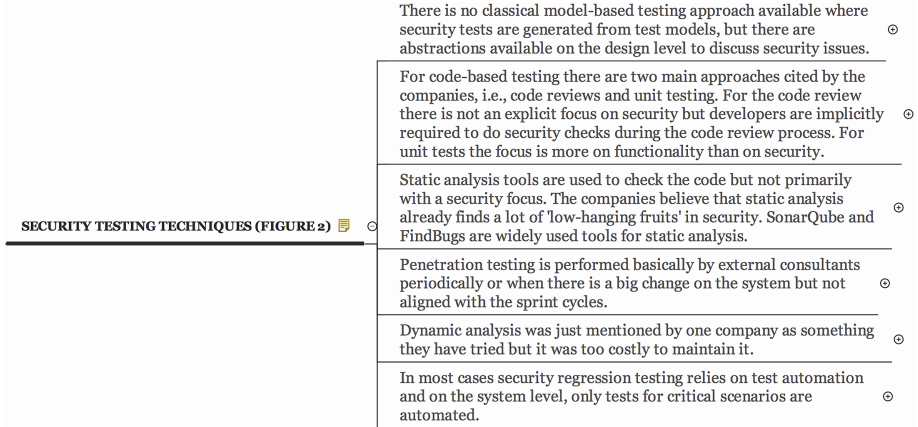 There is no classical model-based testing approach available where
security tests are generated from test models, but there are
abstractions available on the design level to discuss security issues.
For code-based testing there are two main approaches cited by the
companies, i.e., code reviews and unit testing. For the code review
there is not an explicit focus on security but developers are implicitly
required to do security checks during the code review process. For
unit tests the focus is more on functionality than on security.
Static analysis tools are used to check the code but not primarily
with a security focus. The companies believe that static analysis
already finds a lot of 'low-hanging fruits' in security. SonarQube and
FindBugs are widely used tools for static analysis.
SECURITY TESTING TECHNIQUES (FIGURE 2)
Penetration testing is performed basically by external consultants
periodically or when there is a big change on the system but not
aligned with the sprint cycles.
Dynamic analysis was just mentioned by one company as something
they have tried but it was too costly to maintain it.
In most cases security regression testing relies on test automation
and on the system level, only tests for critical scenarios are
automated.